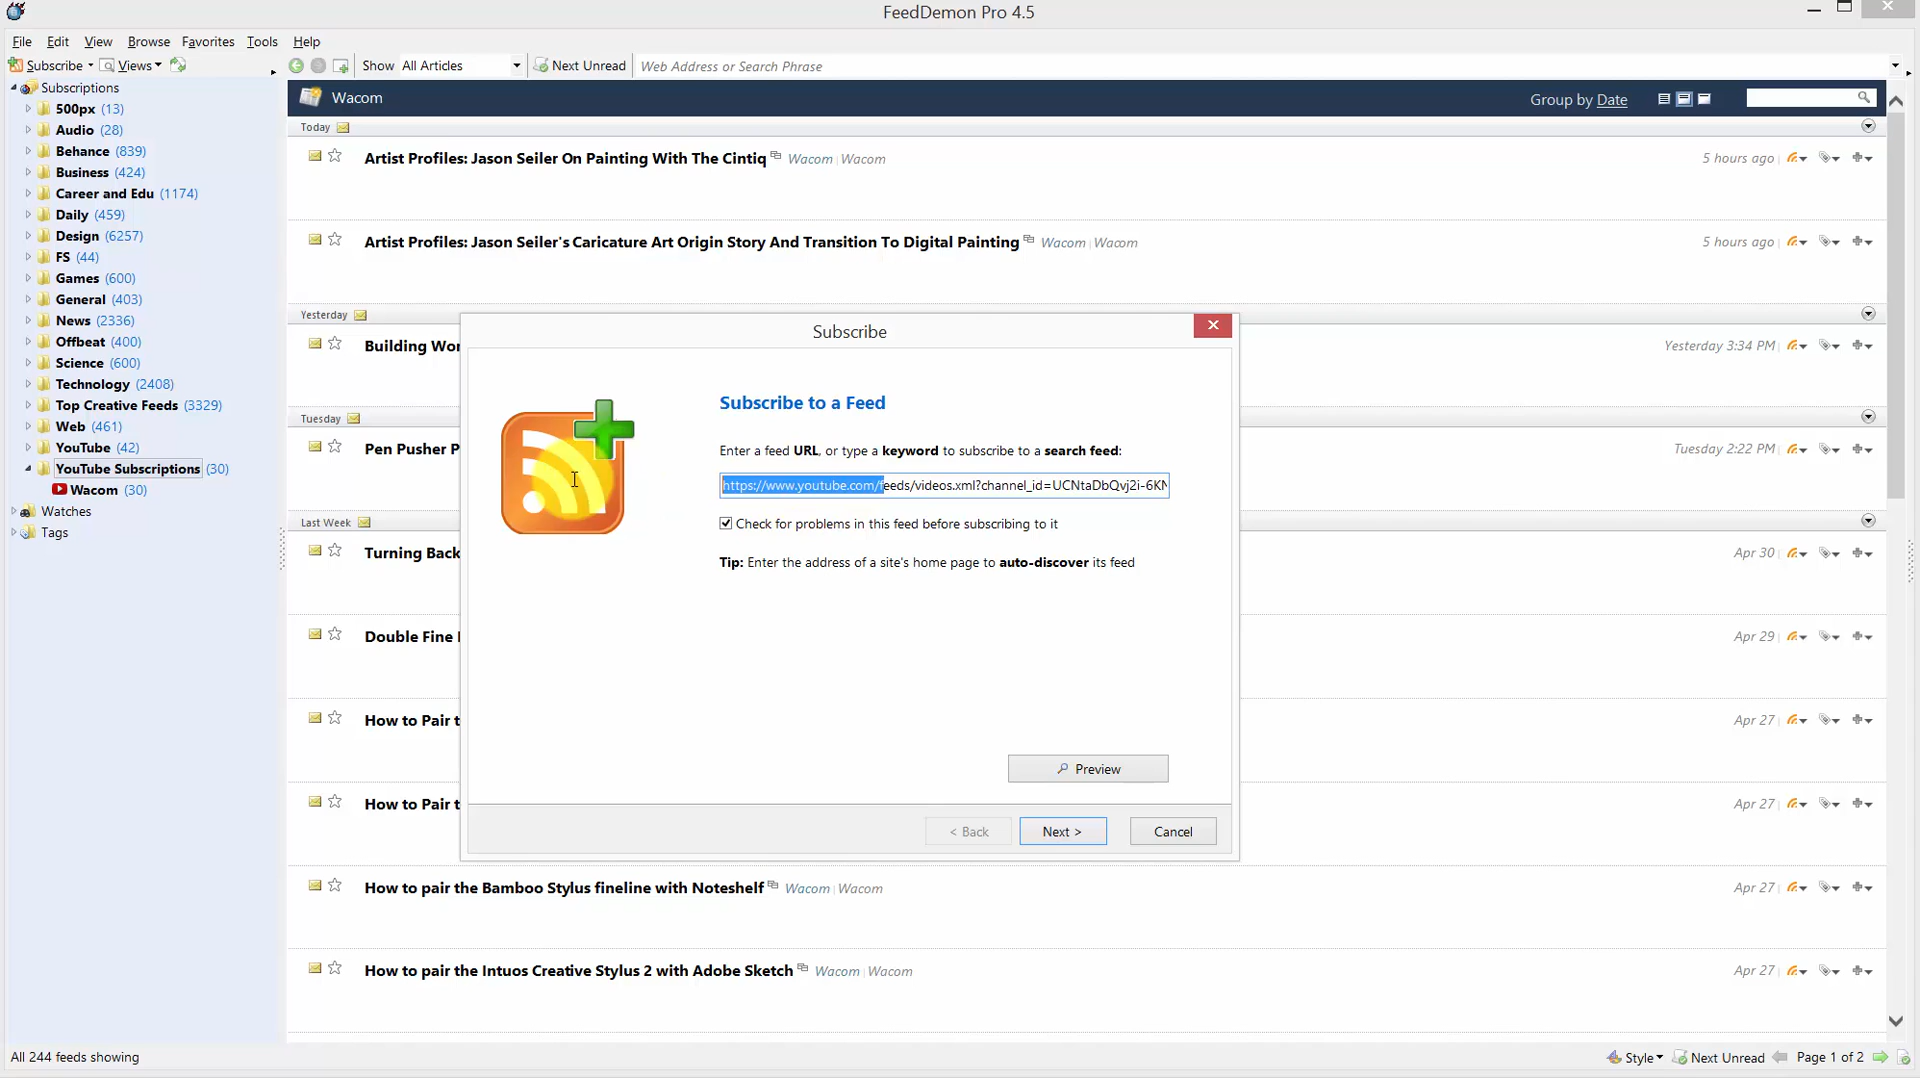 FeedDemon Pro 4.5
File Edit View Browse Favorites Tools Help
Subscribe Views Show All Articles Next Unread Web Address or Search Phrase
Subscriptions
500px (13)
Audio (28)
Behance (839)
Business (424)
Career and Edu (1174)
Daily (459)
Design (6257)
FS (44)
Games (600)
General (403)
News (2336)
Offbeat (400)
Science (600)
Technology (2408)
Top Creative Feeds (3329)
Web (461)
YouTube (42)
YouTube Subscriptions (30)
Wacom (30)
Watches
Tags
Wacom Group by Date
Today
Artist Profiles: Jason Seiler On Painting With The Cintiq Wacom | Wacom 5 hours ago
Artist Profiles: Jason Seiler's Caricature Art Origin Story And Transition To Digital Painting Wacom | Wacom 5 hours ago
Yesterday
Building Wor Yesterday 3:34 PM
Tuesday
Pen Pusher P Tuesday 2:22 PM
Last Week
Turning Back Apr 30
Double Fine Apr 29
How to Pair t Apr 27
How to Pair t Apr 27
How to pair the Bamboo Stylus fineline with Noteshelf Wacom | Wacom Apr 27
How to pair the Intuos Creative Stylus 2 with Adobe Sketch Wacom | Wacom Apr 27
Subscribe
Subscribe to a Feed
Enter a feed URL, or type a keyword to subscribe to a search feed:
https://www.youtube.com/feeds/videos.xml?channel_id=UCNtaDbQvj2i-6KN
Check for problems in this feed before subscribing to it
Tip: Enter the address of a site's home page to auto-discover its feed
Preview
< Back Next > Cancel
All 244 feeds showing Style Next Unread Page 1 of 2